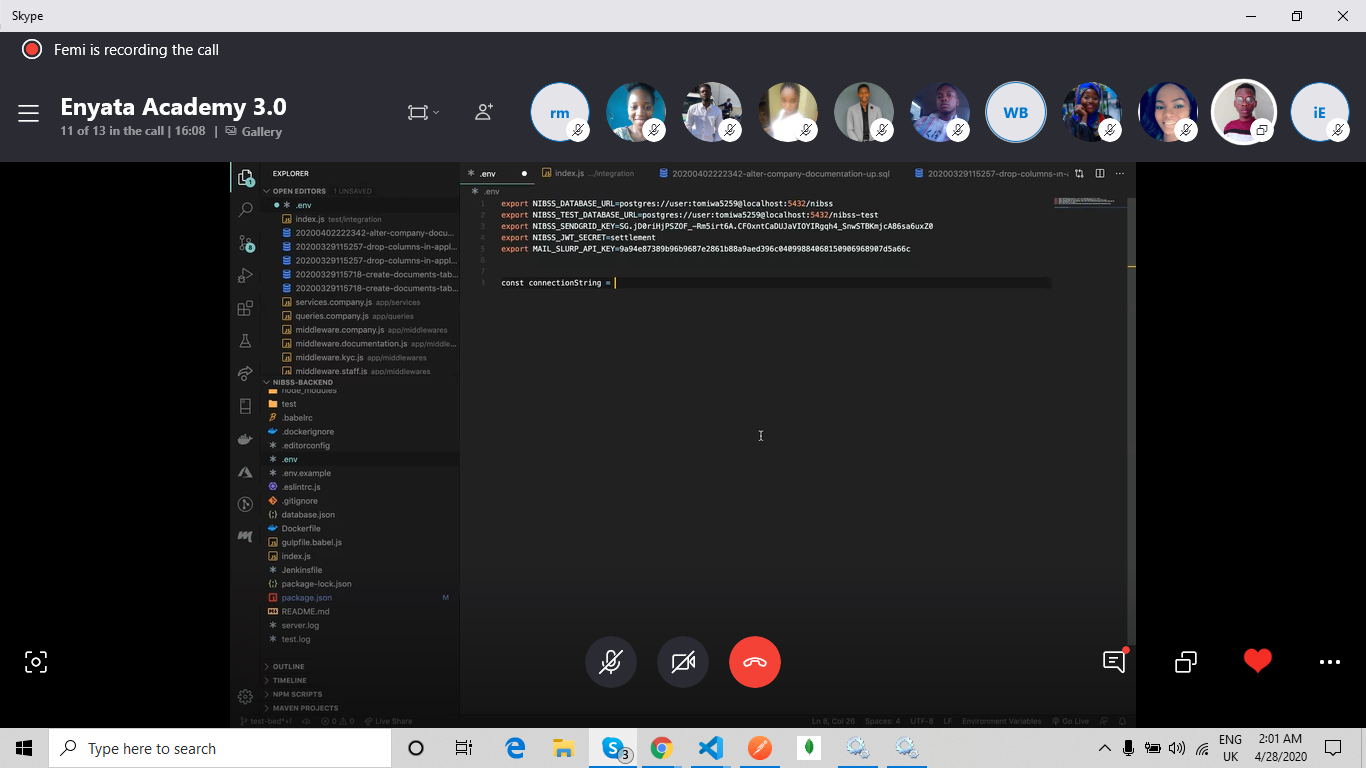 Skype
Femi is recording the call
Enyata Academy 3.0
11 of 13 in the call | 16:08 | Gallery
rm
WB
iE
EXPLORER
OPEN EDITORS 1 UNSAVED
.env
index.js test/integration
20200402222342-alter-company-docu...
20200329115257-drop-columns-in-appl...
20200329115257-drop-columns-in-appl...
20200329115718-create-documents-tab...
20200329115718-create-documents-tab...
services.company.js app/services
queries.company.js app/queries
middleware.company.js app/middlewares
middleware.documentation.js app/middle...
middleware.kyc.js app/middlewares
middleware.staff.js app/middlewares
NIBSS-BACKEND
node_modules
test
.babelrc
.dockerignore
.editorconfig
.env
.env.example
.eslintrc.js
.gitignore
database.json
Dockerfile
gulpfile.babel.js
index.js
Jenkinsfile
package-lock.json
package.json M
README.md
server.log
test.log
OUTLINE
TIMELINE
NPM SCRIPTS
MAVEN PROJECTS
.env
index.js .../integration
20200402222342-alter-company-documentation-up.sql
20200329115257-drop-columns-in-a
.env
1 export NIBSS_DATABASE_URL=postgres://user:tomiwa5259@localhost:5432/nibss
2 export NIBSS_TEST_DATABASE_URL=postgres://user:tomiwa5259@localhost:5432/nibss-test
3 export NIBSS_SENDGRID_KEY=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
4 export NIBSS_JWT_SECRET=settlement
5 export MAIL_SLURP_API_KEY=9a94e87389b96b9687e2861b88a9aed396c04099884068150906968907d5a66c
6
7
const connectionString =
test-bed*+!
0 0
Live Share
Ln 8, Col 26 Spaces: 4 UTF-8 LF Environment Variables Go Live
Type here to search
3
ENG
UK
2:01 AM
4/28/2020